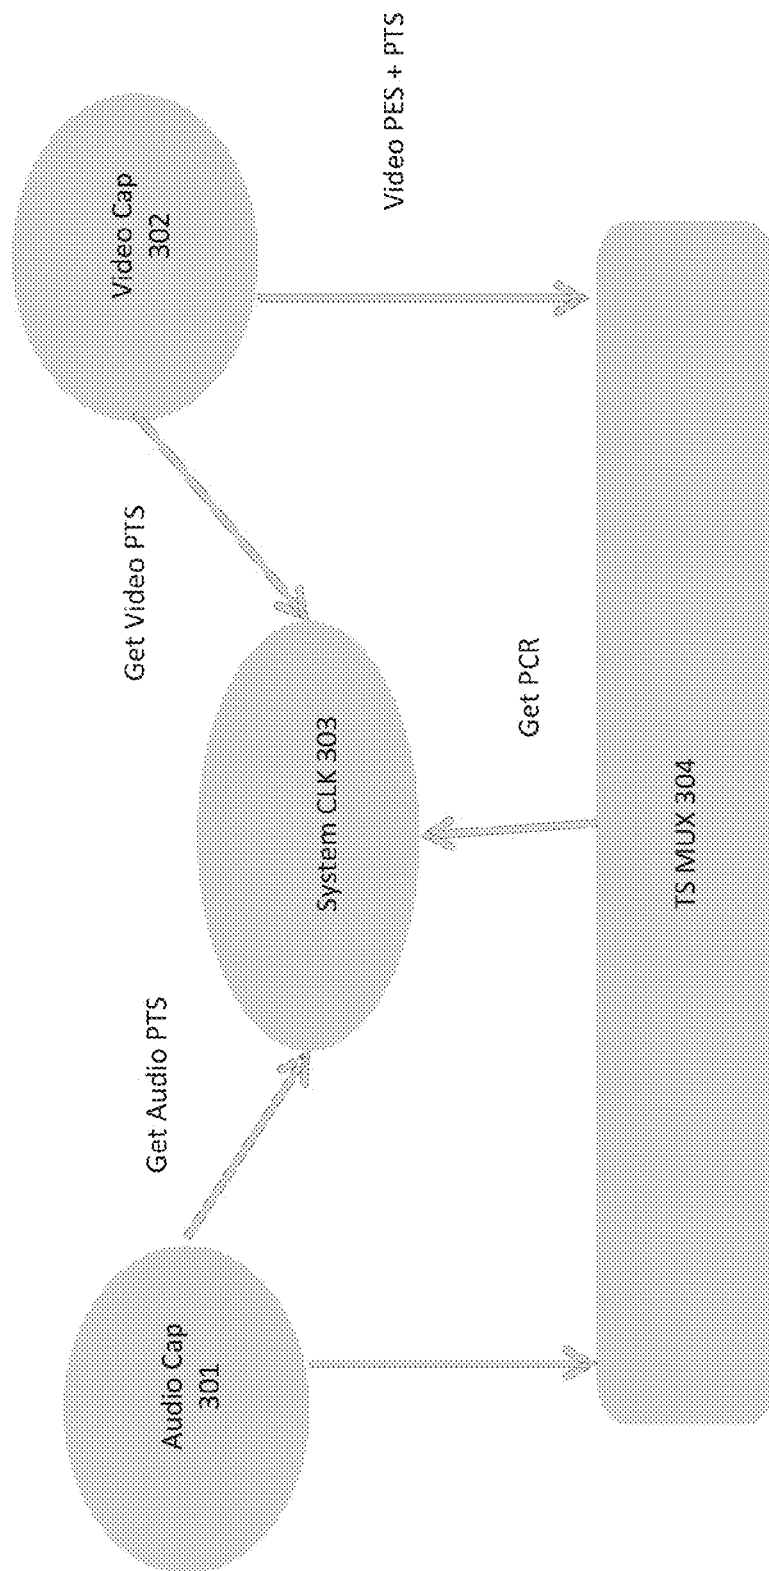 Audio Cap
301
Get Audio PTS
System CLK 303
Get Video PTS
Video Cap
302
Get PCR
Video PES + PTS
TS MUX 304